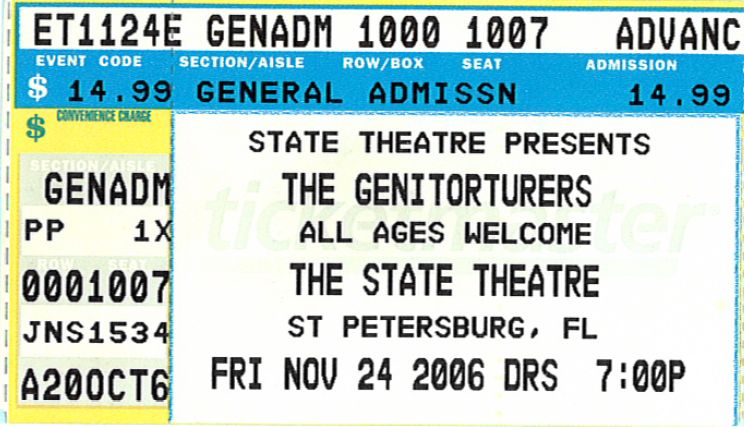 ET1124E GENADM 1000 1007 ADVANC
EVENT CODE SECTION/AISLE ROW/BOX SEAT ADMISSION
$ 14.99 GENERAL ADMISSN 14.99
$ CONVENIENCE CHARGE
STATE THEATRE PRESENTS
SECTION/AISLE
GENADM
THE GENITORTURERS
ticketmaster
PP 1X
ALL AGES WELCOME
ROW SEAT
0001007
THE STATE THEATRE
JNS1534
ST PETERSBURG, FL
A20OCT6
FRI NOV 24 2006 DRS 7:00P